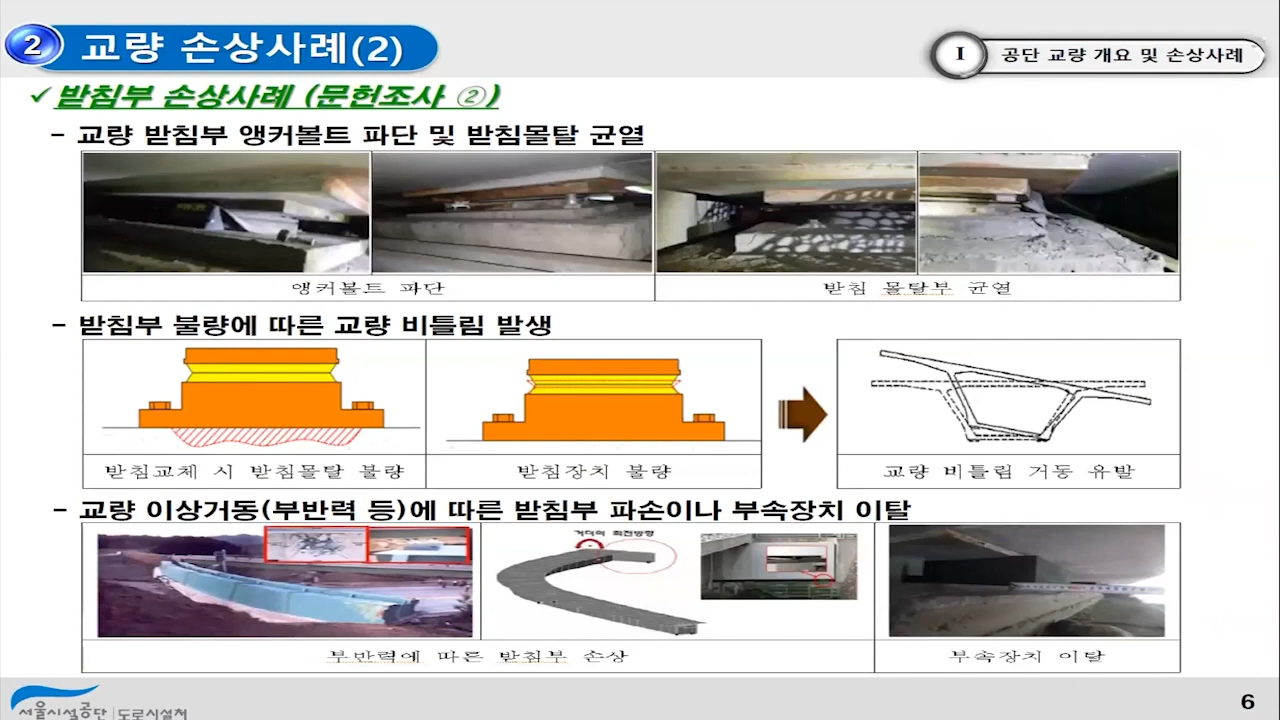 2 교량 손상사례(2)
I 공단 교량 개요 및 손상사례
✓ 받침부 손상사례 (문헌조사 ②)
- 교량 받침부 앵커볼트 파단 및 받침몰탈 균열
앵커볼트 파단
받침 몰탈부 균열
- 받침부 불량에 따른 교량 비틀림 발생
받침교체 시 받침몰탈 불량
받침장치 불량
교량 비틀림 거동 유발
- 교량 이상거동(부반력 등)에 따른 받침부 파손이나 부속장치 이탈
거더의 회전방향
부반력에 따른 받침부 손상
부속장치 이탈
서울시설공단 | 도로시설처
6